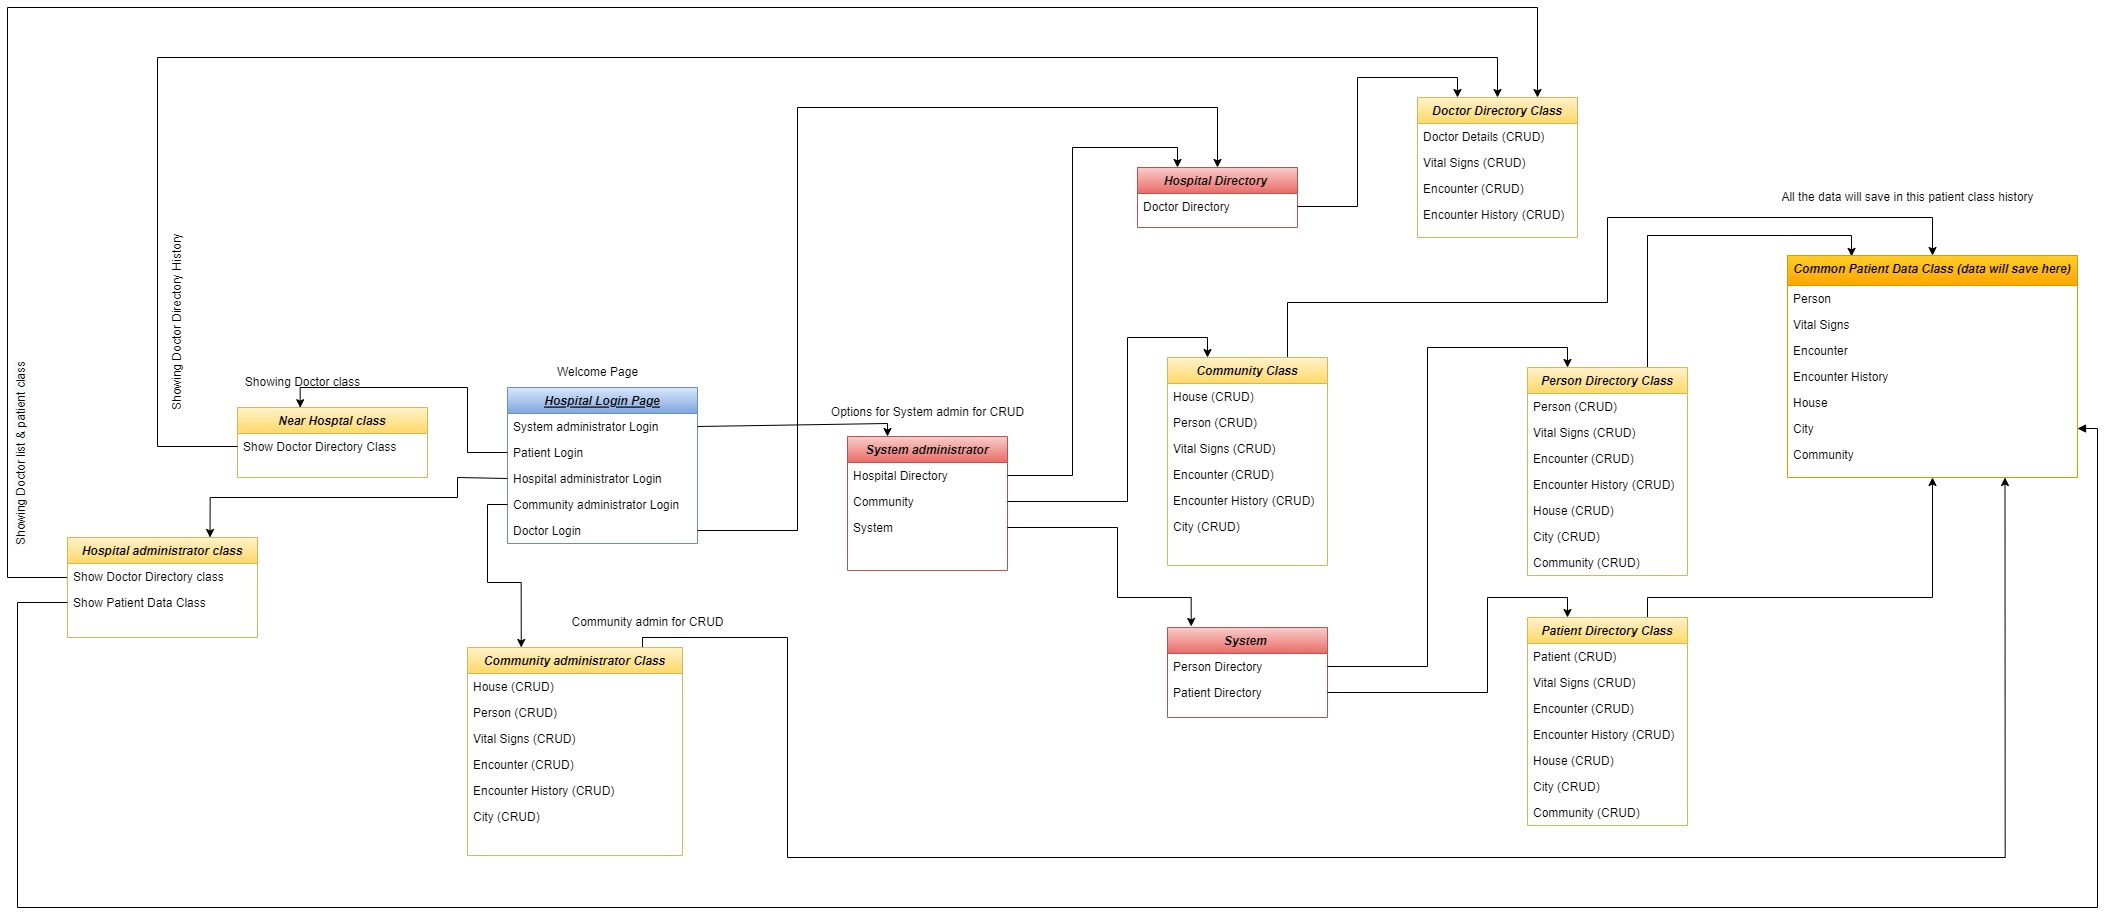 Showing Doctor list & patient class
Showing Doctor Directory History
Showing Doctor class
Near Hosptal class
Show Doctor Directory Class
Hospital administrator class
Show Doctor Directory class
Show Patient Data Class
Welcome Page
Hospital Login Page
System administrator Login
Patient Login
Hospital administrator Login
Community administrator Login
Doctor Login
Community admin for CRUD
Community administrator Class
House (CRUD)
Person (CRUD)
Vital Signs (CRUD)
Encounter (CRUD)
Encounter History (CRUD)
City (CRUD)
Options for System admin for CRUD
System administrator
Hospital Directory
Community
System
Hospital Directory
Doctor Directory
Community Class
House (CRUD)
Person (CRUD)
Vital Signs (CRUD)
Encounter (CRUD)
Encounter History (CRUD)
City (CRUD)
System
Person Directory
Patient Directory
Doctor Directory Class
Doctor Details (CRUD)
Vital Signs (CRUD)
Encounter (CRUD)
Encounter History (CRUD)
Person Directory Class
Person (CRUD)
Vital Signs (CRUD)
Encounter (CRUD)
Encounter History (CRUD)
House (CRUD)
City (CRUD)
Community (CRUD)
Patient Directory Class
Patient (CRUD)
Vital Signs (CRUD)
Encounter (CRUD)
Encounter History (CRUD)
House (CRUD)
City (CRUD)
Community (CRUD)
All the data will save in this patient class history
Common Patient Data Class (data will save here)
Person
Vital Signs
Encounter
Encounter History
House
City
Community